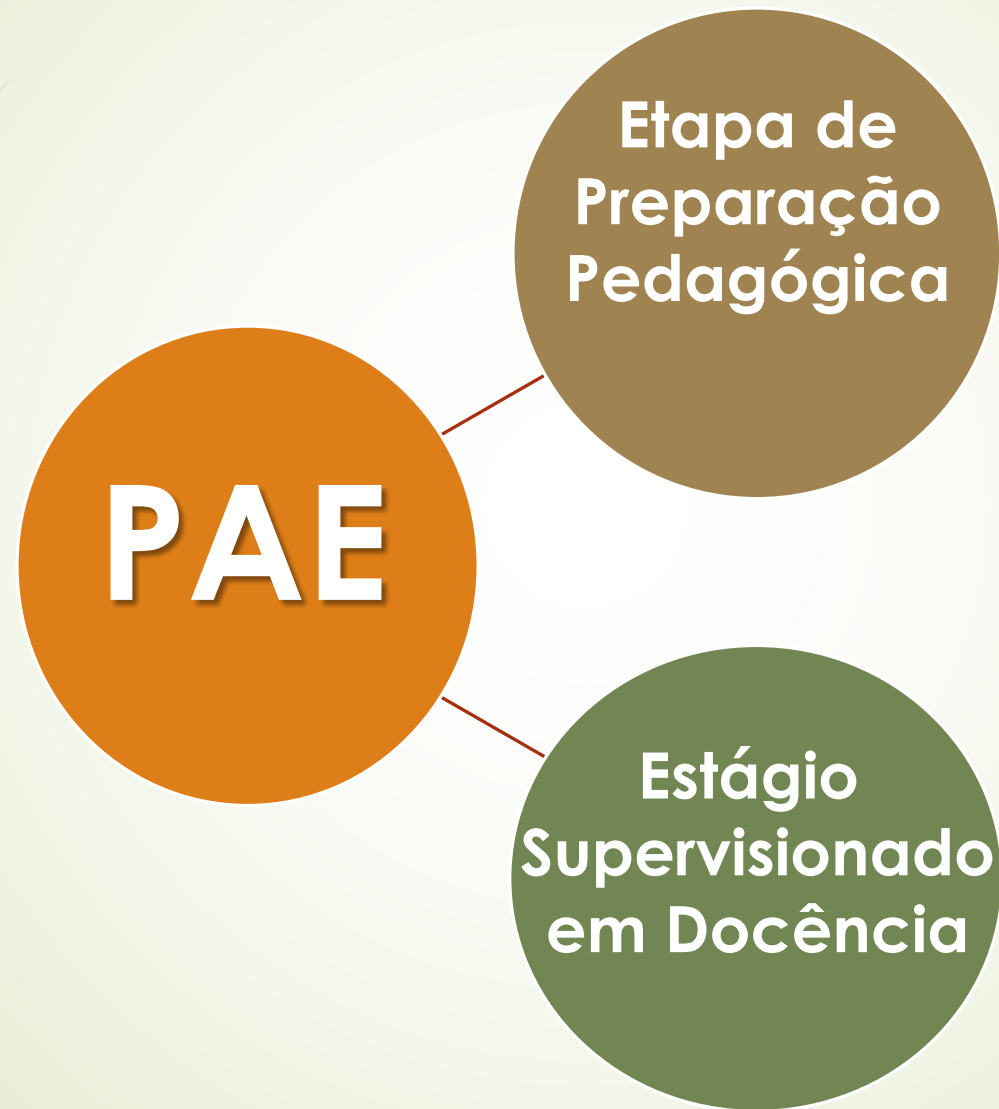 PAE
Etapa de
Preparação
Pedagógica
Estágio
Supervisionado
em Docência